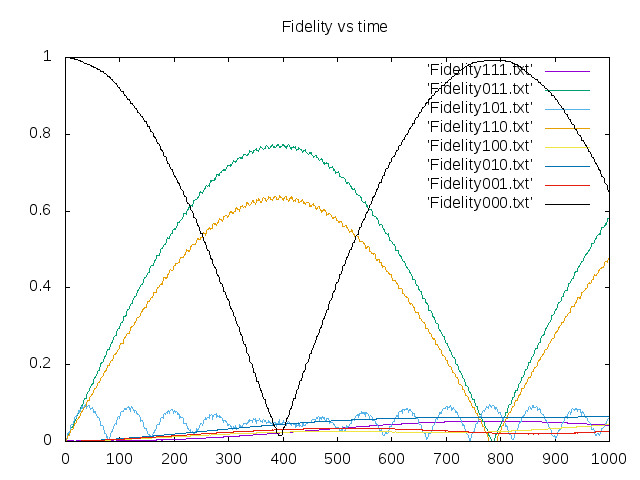 Fidelity vs time
1
0.8
0.6
0.4
0.2
0
'Fidelity111.txt'
'Fidelity011.txt'
'Fidelity101.txt'
'Fidelity110.txt'
'Fidelity100.txt'
'Fidelity010.txt'
'Fidelity001.txt'
'Fidelity000.txt'
0 100 200 300 400 500 600 700 800 900 1000